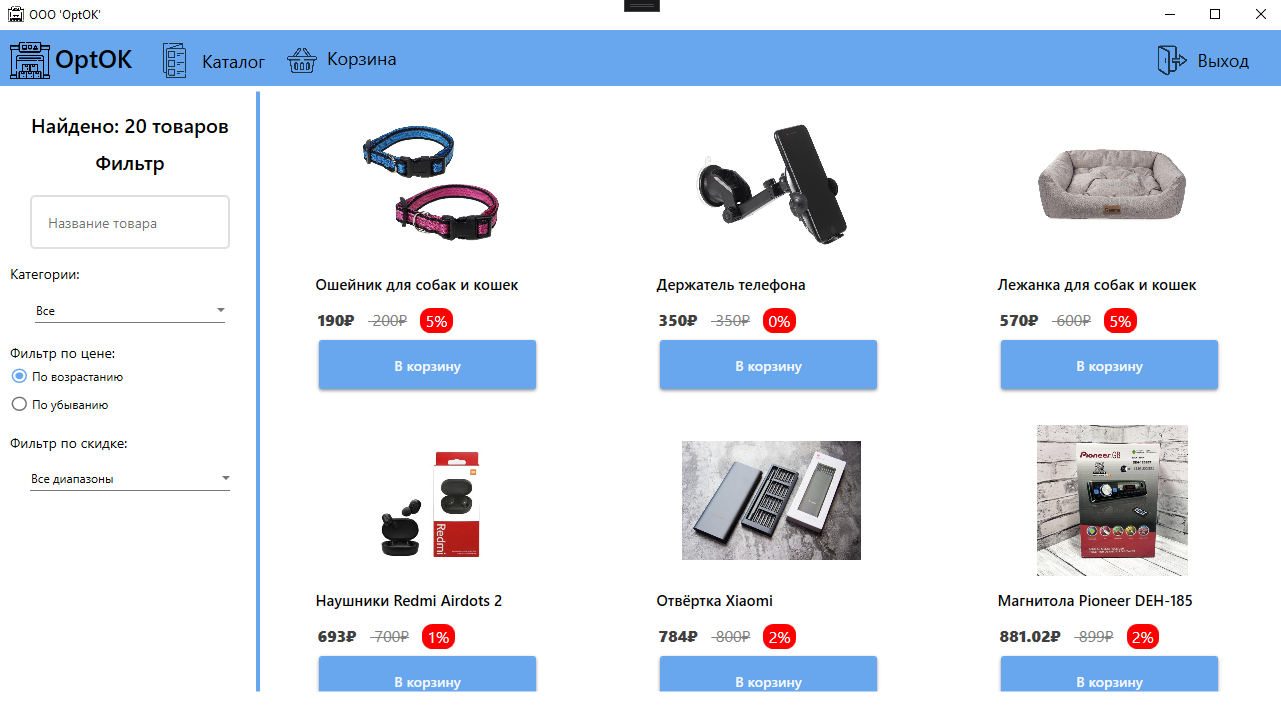 ООО 'OptOK'
OptOK
Каталог
Корзина
Выход
Найдено: 20 товаров
Фильтр
Название товара
Категории:
Все
Фильтр по цене:
По возрастанию
По убыванию
Фильтр по скидке:
Все диапазоны
Ошейник для собак и кошек
190₽ 200₽ 5%
В корзину
Держатель телефона
350₽ 350₽ 0%
В корзину
Лежанка для собак и кошек
570₽ 600₽ 5%
В корзину
Redmi
Наушники Redmi Airdots 2
693₽ 700₽ 1%
В корзину
Отвёртка Xiaomi
784₽ 800₽ 2%
В корзину
Pioneer.GB
Магнитола Pioneer DEH-185
881.02₽ 899₽ 2%
В корзину